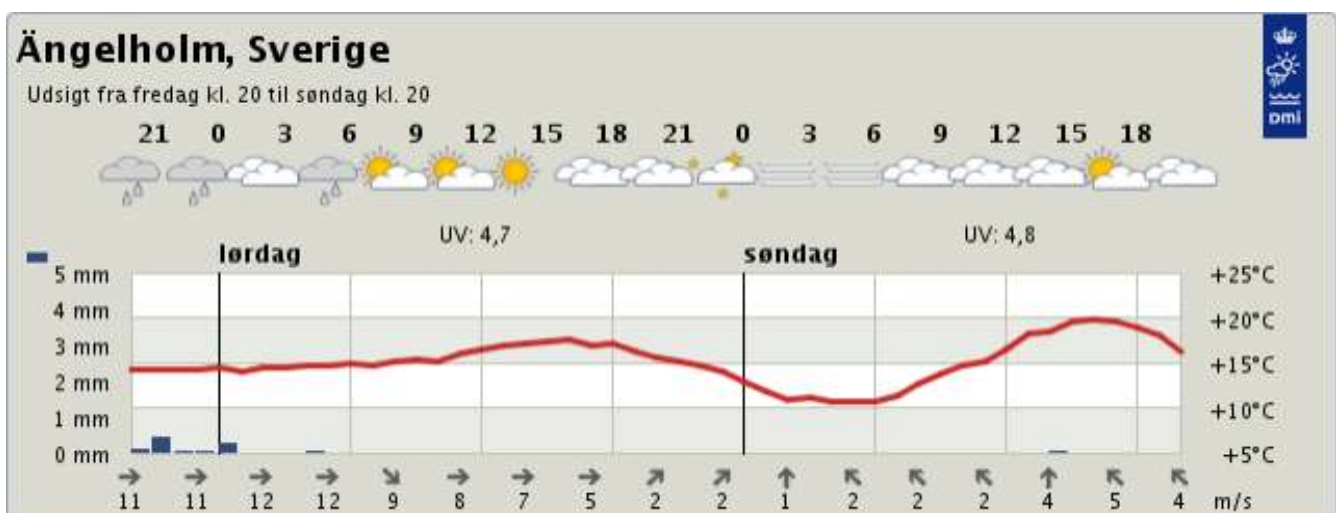 Ängelholm, Sverige
Udsigt fra fredag kl. 20 til søndag kl. 20
dmi
21 0 3 6 9 12 15 18 21 0 3 6 9 12 15 18
UV: 4,7 UV: 4,8
lørdag søndag
5 mm +25°C
4 mm +20°C
3 mm +15°C
2 mm
1 mm +10°C
0 mm +5°C
11 11 12 12 9 8 7 5 2 2 1 2 2 2 4 5 4 m/s